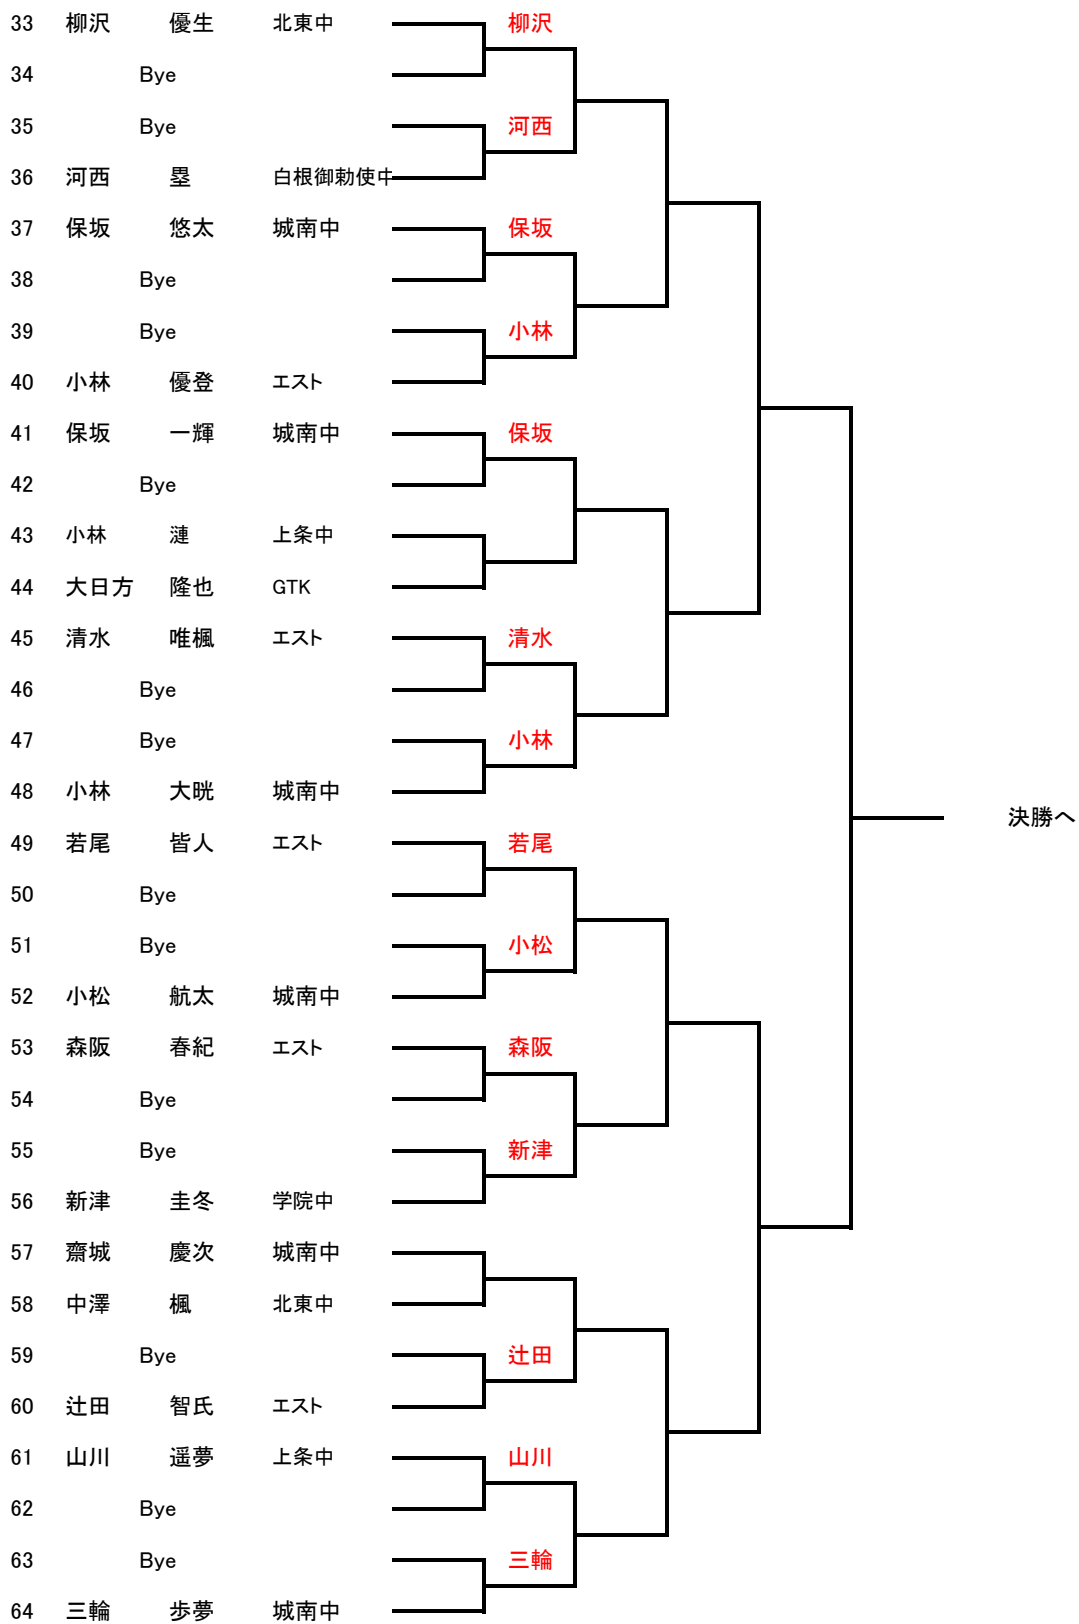 33 柳沢 優生 北東中 柳沢
34 Bye
35 Bye 河西
36 河西 塁 白根御勅使中
37 保坂 悠太 城南中 保坂
38 Bye
39 Bye 小林
40 小林 優登 エスト
41 保坂 一輝 城南中 保坂
42 Bye
43 小林 漣 上条中
44 大日方 隆也 GTK
45 清水 唯楓 エスト 清水
46 Bye
47 Bye 小林
48 小林 大晄 城南中
決勝へ
49 若尾 皆人 エスト 若尾
50 Bye
51 Bye 小松
52 小松 航太 城南中
53 森阪 春紀 エスト 森阪
54 Bye
55 Bye 新津
56 新津 圭冬 学院中
57 齋城 慶次 城南中
58 中澤 楓 北東中
59 Bye 辻田
60 辻田 智氏 エスト
61 山川 遥夢 上条中 山川
62 Bye
63 Bye 三輪
64 三輪 歩夢 城南中